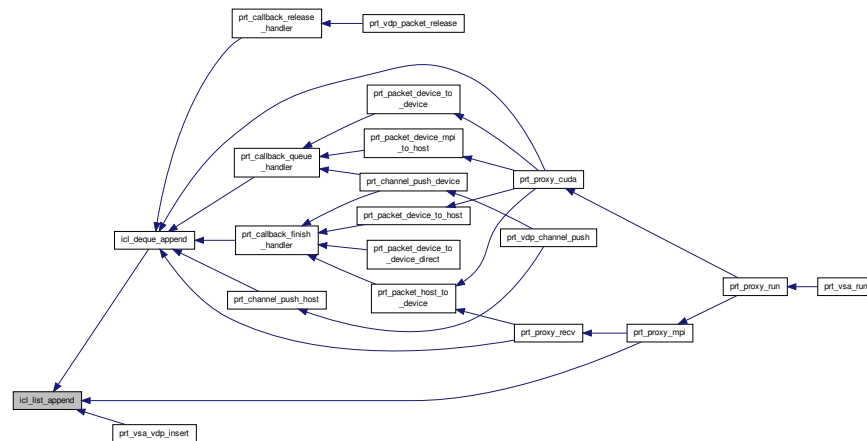 prt_callback_release
_handler
prt_vdp_packet_release
prt_packet_device_to
_device
prt_packet_device_mpi
_to_host
prt_callback_queue
_handler
prt_channel_push_device
prt_proxy_cuda
prt_packet_device_to_host
icl_deque_append
prt_callback_finish
_handler
prt_vdp_channel_push
prt_packet_device_to
_device_direct
prt_channel_push_host
prt_packet_host_to
_device
prt_proxy_run
prt_vsa_run
prt_proxy_recv
prt_proxy_mpi
icl_list_append
prt_vsa_vdp_insert